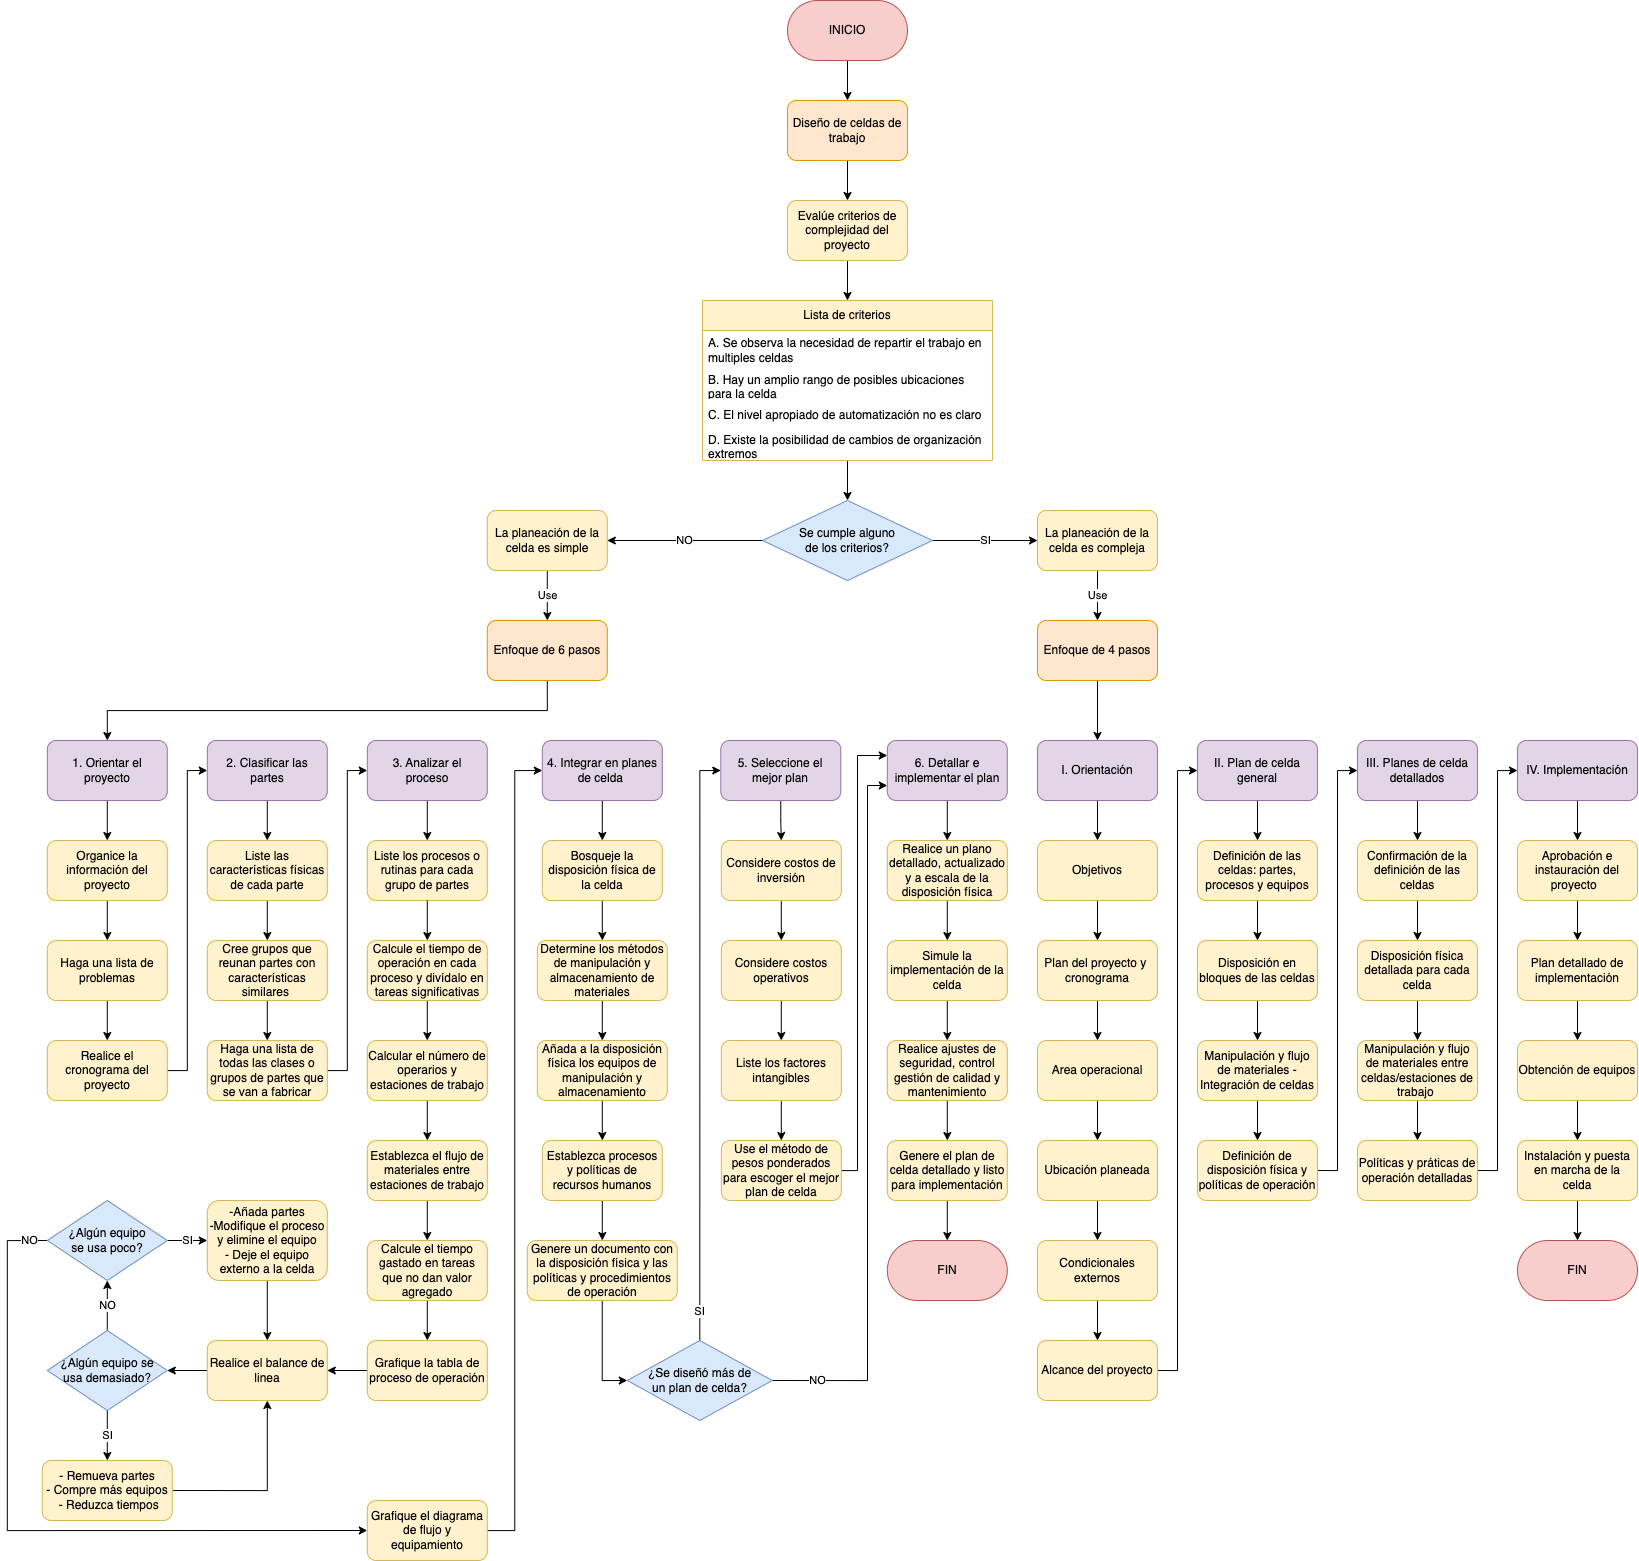 INICIO
Diseño de celdas de
trabajo
Evalúe criterios de
complejidad del
proyecto
Lista de criterios
A. Se observa la necesidad de repartir el trabajo en
multiples celdas
B. Hay un amplio rango de posibles ubicaciones
para la celda
C. El nivel apropiado de automatización no es claro
D. Existe la posibilidad de cambios de organización
extremos
Se cumple alguno
de los criterios?
NO
SI
La planeación de la
celda es simple
Use
Enfoque de 6 pasos
La planeación de la
celda es compleja
Use
Enfoque de 4 pasos
1. Orientar el
proyecto
Organice la
información del
proyecto
Haga una lista de
problemas
Realice el
cronograma del
proyecto
2. Clasificar las
partes
Liste las
características físicas
de cada parte
Cree grupos que
reunan partes con
características
similares
Haga una lista de
todas las clases o
grupos de partes que
se van a fabricar
3. Analizar el
proceso
Liste los procesos o
rutinas para cada
grupo de partes
Calcule el tiempo de
operación en cada
proceso y divídalo en
tareas significativas
Calcular el número de
operarios y
estaciones de trabajo
Establezca el flujo de
materiales entre
estaciones de trabajo
Calcule el tiempo
gastado en tareas
que no dan valor
agregado
Grafique la tabla de
proceso de operación
Realice el balance de
linea
¿Algún equipo se
usa demasiado?
SI
- Remueva partes
- Compre más equipos
- Reduzca tiempos
NO
¿Algún equipo
se usa poco?
SI
-Añada partes
-Modifique el proceso
y elimine el equipo
- Deje el equipo
externo a la celda
NO
Grafique el diagrama
de flujo y
equipamiento
4. Integrar en planes
de celda
Bosqueje la
disposición física de
la celda
Determine los métodos
de manipulación y
almacenamiento de
materiales
Añada a la disposición
física los equipos de
manipulación y
almacenamiento
Establezca procesos
y políticas de
recursos humanos
Genere un documento con
la disposición física y las
políticas y procedimientos
de operación
¿Se diseñó más de
un plan de celda?
SI
NO
5. Seleccione el
mejor plan
Considere costos de
inversión
Considere costos
operativos
Liste los factores
intangibles
Use el método de
pesos ponderados
para escoger el mejor
plan de celda
6. Detallar e
implementar el plan
Realice un plano
detallado, actualizado
y a escala de la
disposición física
Simule la
implementación de la
celda
Realice ajustes de
seguridad, control
gestión de calidad y
mantenimiento
Genere el plan de
celda detallado y listo
para implementación
FIN
I. Orientación
Objetivos
Plan del proyecto y
cronograma
Area operacional
Ubicación planeada
Condicionales
externos
Alcance del proyecto
II. Plan de celda
general
Definición de las
celdas: partes,
procesos y equipos
Disposición en
bloques de las celdas
Manipulación y flujo
de materiales -
Integración de celdas
Definición de
disposición física y
políticas de operación
III. Planes de celda
detallados
Confirmación de la
definición de las
celdas
Disposición física
detallada para cada
celda
Manipulación y flujo
de materiales entre
celdas/estaciones de
trabajo
Políticas y práticas de
operación detalladas
IV. Implementación
Aprobación e
instauración del
proyecto
Plan detallado de
implementación
Obtención de equipos
Instalación y puesta
en marcha de la
celda
FIN